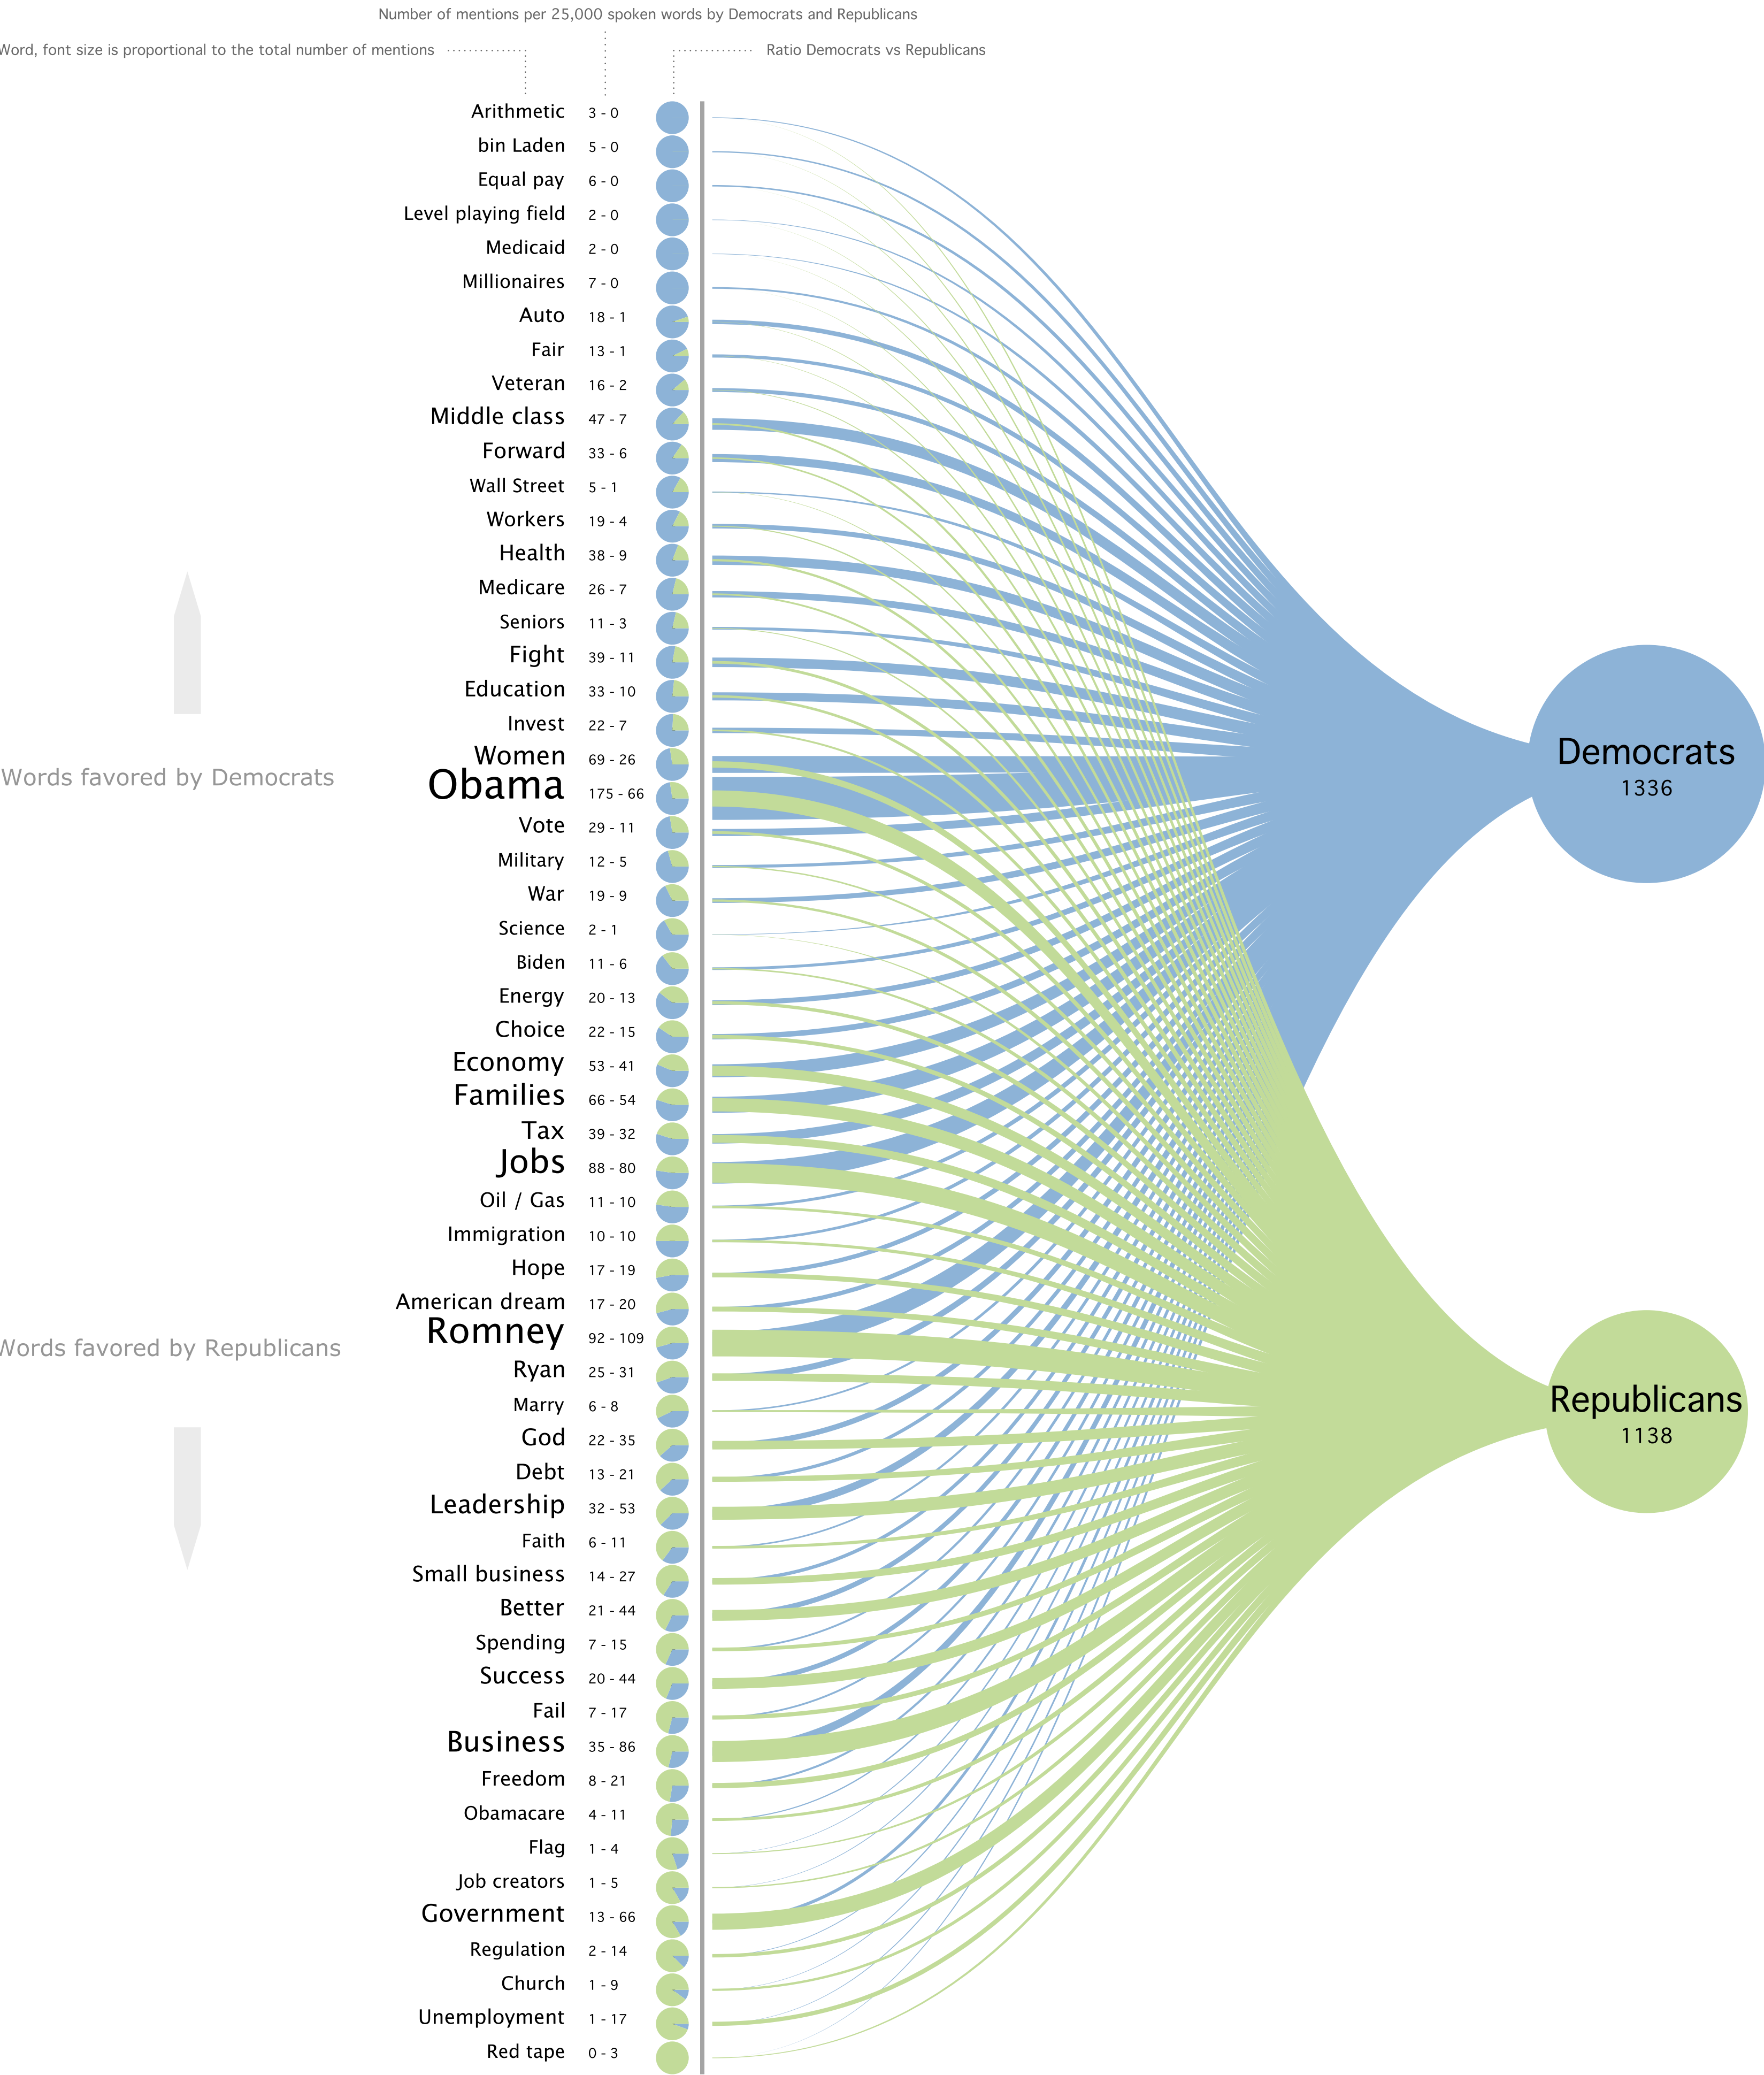 Number of mentions per 25,000 spoken words by Democrats and Republicans
Word, font size is proportional to the total number of mentions
Ratio Democrats vs Republicans
Arithmetic 3 - 0
bin Laden 5 - 0
Equal pay 6 - 0
Level playing field 2 - 0
Medicaid 2 - 0
Millionaires 7 - 0
Auto 18 - 1
Fair 13 - 1
Veteran 16 - 2
Middle class 47 - 7
Forward 33 - 6
Wall Street 5 - 1
Workers 19 - 4
Health 38 - 9
Medicare 26 - 7
Seniors 11 - 3
Fight 39 - 11
Education 33 - 10
Invest 22 - 7
Women 69 - 26
Words favored by Democrats
Obama 175 - 66
Vote 29 - 11
Military 12 - 5
War 19 - 9
Science 2 - 1
Biden 11 - 6
Energy 20 - 13
Choice 22 - 15
Economy 53 - 41
Families 66 - 54
Tax 39 - 32
Jobs 88 - 80
Oil / Gas 11 - 10
Immigration 10 - 10
Hope 17 - 19
American dream 17 - 20
Romney 92 - 109
Words favored by Republicans
Ryan 25 - 31
Marry 6 - 8
God 22 - 35
Debt 13 - 21
Leadership 32 - 53
Faith 6 - 11
Small business 14 - 27
Better 21 - 44
Spending 7 - 15
Success 20 - 44
Fail 7 - 17
Business 35 - 86
Freedom 8 - 21
Obamacare 4 - 11
Flag 1 - 4
Job creators 1 - 5
Government 13 - 66
Regulation 2 - 14
Church 1 - 9
Unemployment 1 - 17
Red tape 0 - 3
Democrats
1336
Republicans
1138